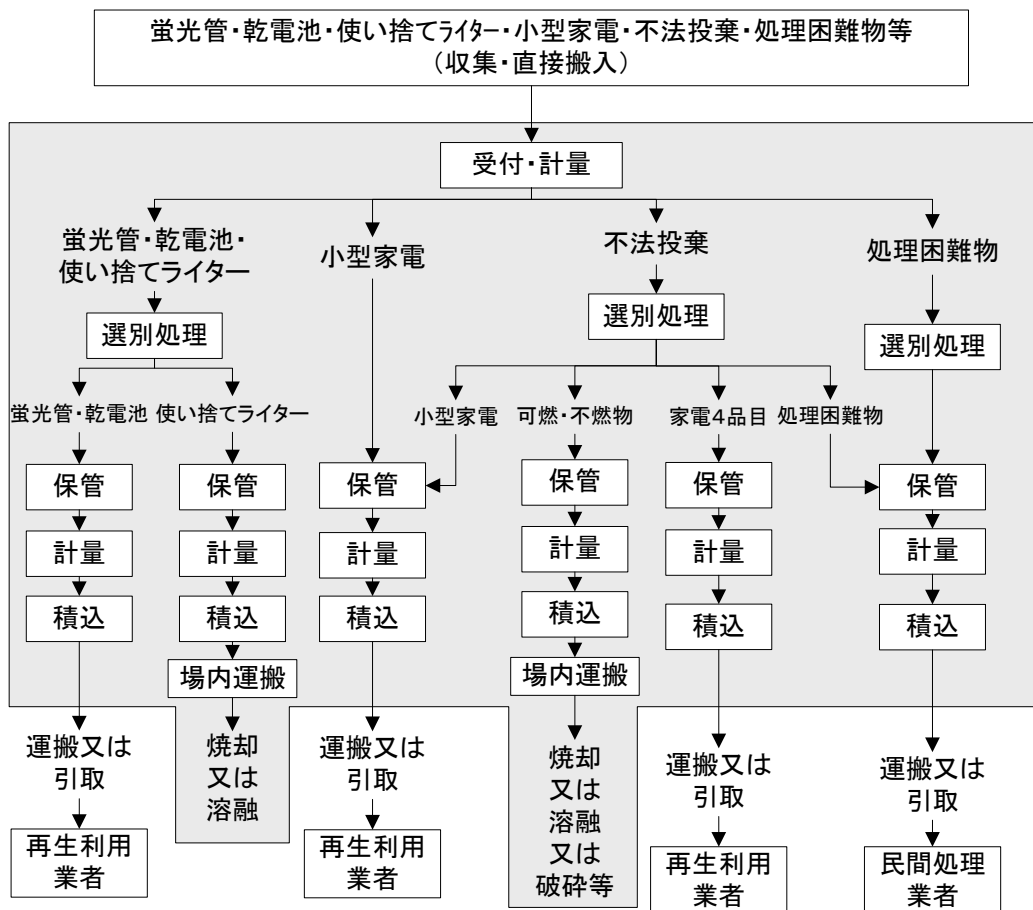 蛍光管・乾電池・使い捨てライター・小型家電・不法投棄・処理困難物等
（収集・直接搬入）
受付・計量
蛍光管・乾電池・
使い捨てライター
小型家電
不法投棄
処理困難物
選別処理
選別処理
選別処理
蛍光管・乾電池
使い捨てライター
小型家電
可燃・不燃物
家電４品目
処理困難物
保管
保管
保管
保管
保管
保管
計量
計量
計量
計量
計量
計量
積込
積込
積込
積込
積込
積込
場内運搬
場内運搬
運搬又は
引取
焼却
又は
溶融
運搬又は
引取
焼却
又は
溶融
又は
破砕等
運搬又は
引取
運搬又は
引取
再生利用
業者
再生利用
業者
再生利用
業者
民間処理
業者